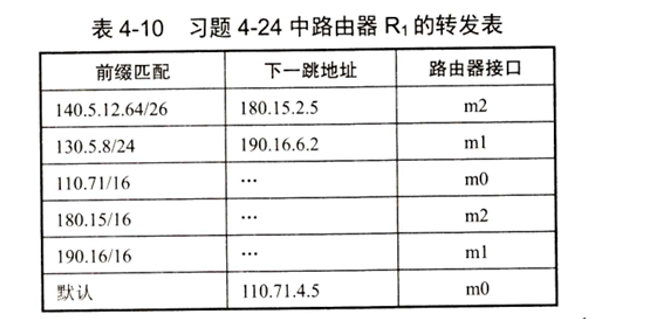 表 4-10 习题 4-24 中路由器 R₁ 的转发表
前缀匹配 下一跳地址 路由器接口
140.5.12.64/26 180.15.2.5 m2
130.5.8/24 190.16.6.2 m1
110.71/16 … m0
180.15/16 … m2
190.16/16 … m1
默认 110.71.4.5 m0